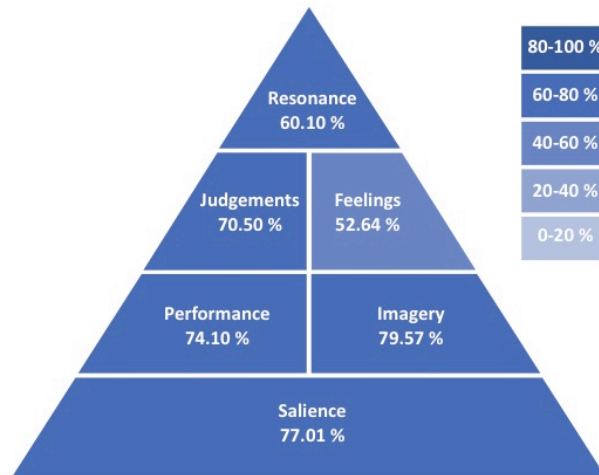 Resonance
60.10 %
Judgements
70.50 %
Feelings
52.64 %
Performance
74.10 %
Imagery
79.57 %
Salience
77.01 %
80-100 %
60-80 %
40-60 %
20-40 %
0-20 %